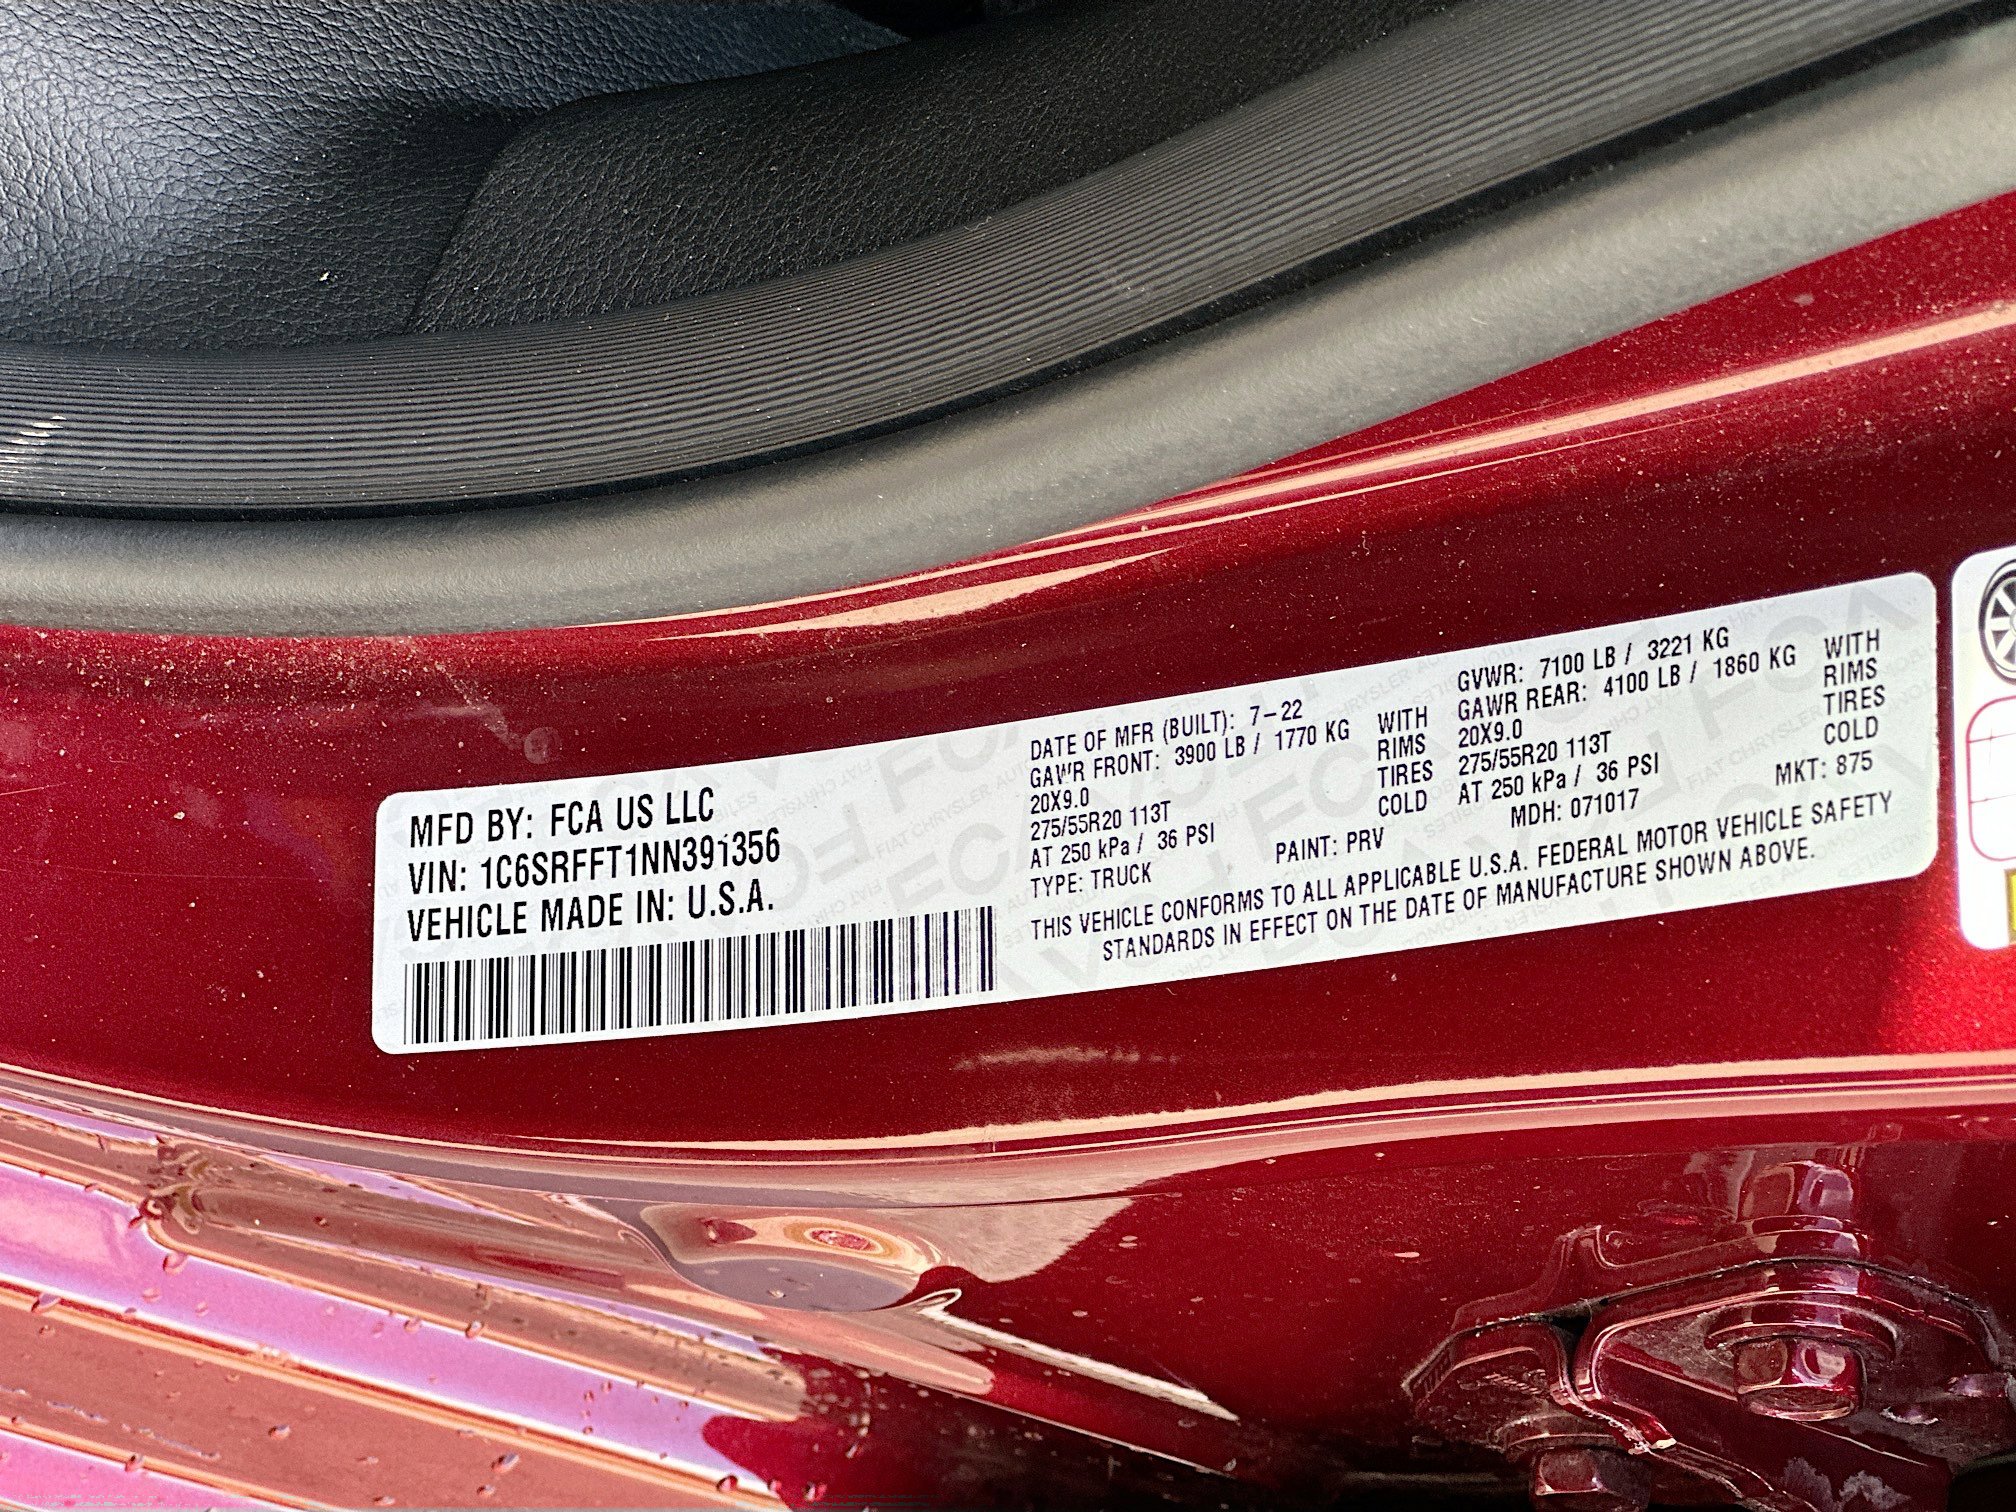 MFD BY: FCA US LLC
VIN: 1C6SRFFT1NN391356
VEHICLE MADE IN: U.S.A.
DATE OF MFR (BUILT): 7-22
GAWR FRONT: 3900 LB / 1770 KG WITH
20X9.0 RIMS
275/55R20 113T TIRES
AT 250 kPa / 36 PSI COLD
TYPE: TRUCK
GVWR: 7100 LB / 3221 KG
GAWR REAR: 4100 LB / 1860 KG WITH
20X9.0 RIMS
275/55R20 113T TIRES
AT 250 kPa / 36 PSI COLD
PAINT: PRV MDH: 071017 MKT: 875
THIS VEHICLE CONFORMS TO ALL APPLICABLE U.S.A. FEDERAL MOTOR VEHICLE SAFETY
STANDARDS IN EFFECT ON THE DATE OF MANUFACTURE SHOWN ABOVE.